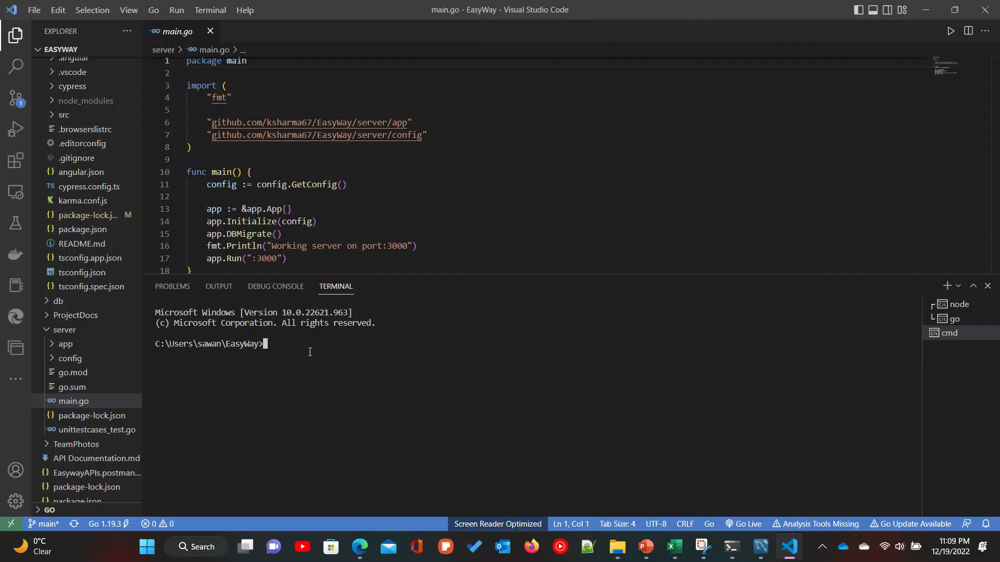 File Edit Selection View Go Run Terminal Help
main.go - EasyWay - Visual Studio Code
EXPLORER
EASYWAY
.angular
.vscode
cypress
node_modules
src
.browserslistrc
.editorconfig
.gitignore
angular.json
TS cypress.config.ts
karma.conf.js
package-lock.j... M
package.json
README.md
tsconfig.app.json
TS tsconfig.json
tsconfig.spec.json
db
ProjectDocs
server
app
config
go.mod
go.sum
main.go
package-lock.json
unittestcases_test.go
TeamPhotos
API Documentation.md
EasywayAPIs.postman...
package-lock.json
package.json
GO
1
main.go
server > main.go > ...
1 package main
2
3 import (
4 "fmt"
5
6 "github.com/ksharma67/EasyWay/server/app"
7 "github.com/ksharma67/EasyWay/server/config"
8 )
9
10 func main() {
11 config := config.GetConfig()
12
13 app := &app.App{}
14 app.Initialize(config)
15 app.DBMigrate()
16 fmt.Println("Working server on port:3000")
17 app.Run(":3000")
18 }
PROBLEMS OUTPUT DEBUG CONSOLE TERMINAL
Microsoft Windows [Version 10.0.22621.963]
(c) Microsoft Corporation. All rights reserved.
C:\Users\sawan\EasyWay>
node
go
cmd
main* Go 1.19.3 0 0 Screen Reader Optimized Ln 1, Col 1 Tab Size: 4 UTF-8 CRLF Go Go Live Analysis Tools Missing Go Update Available
0°C
Clear
Search
11:09 PM
12/19/2022